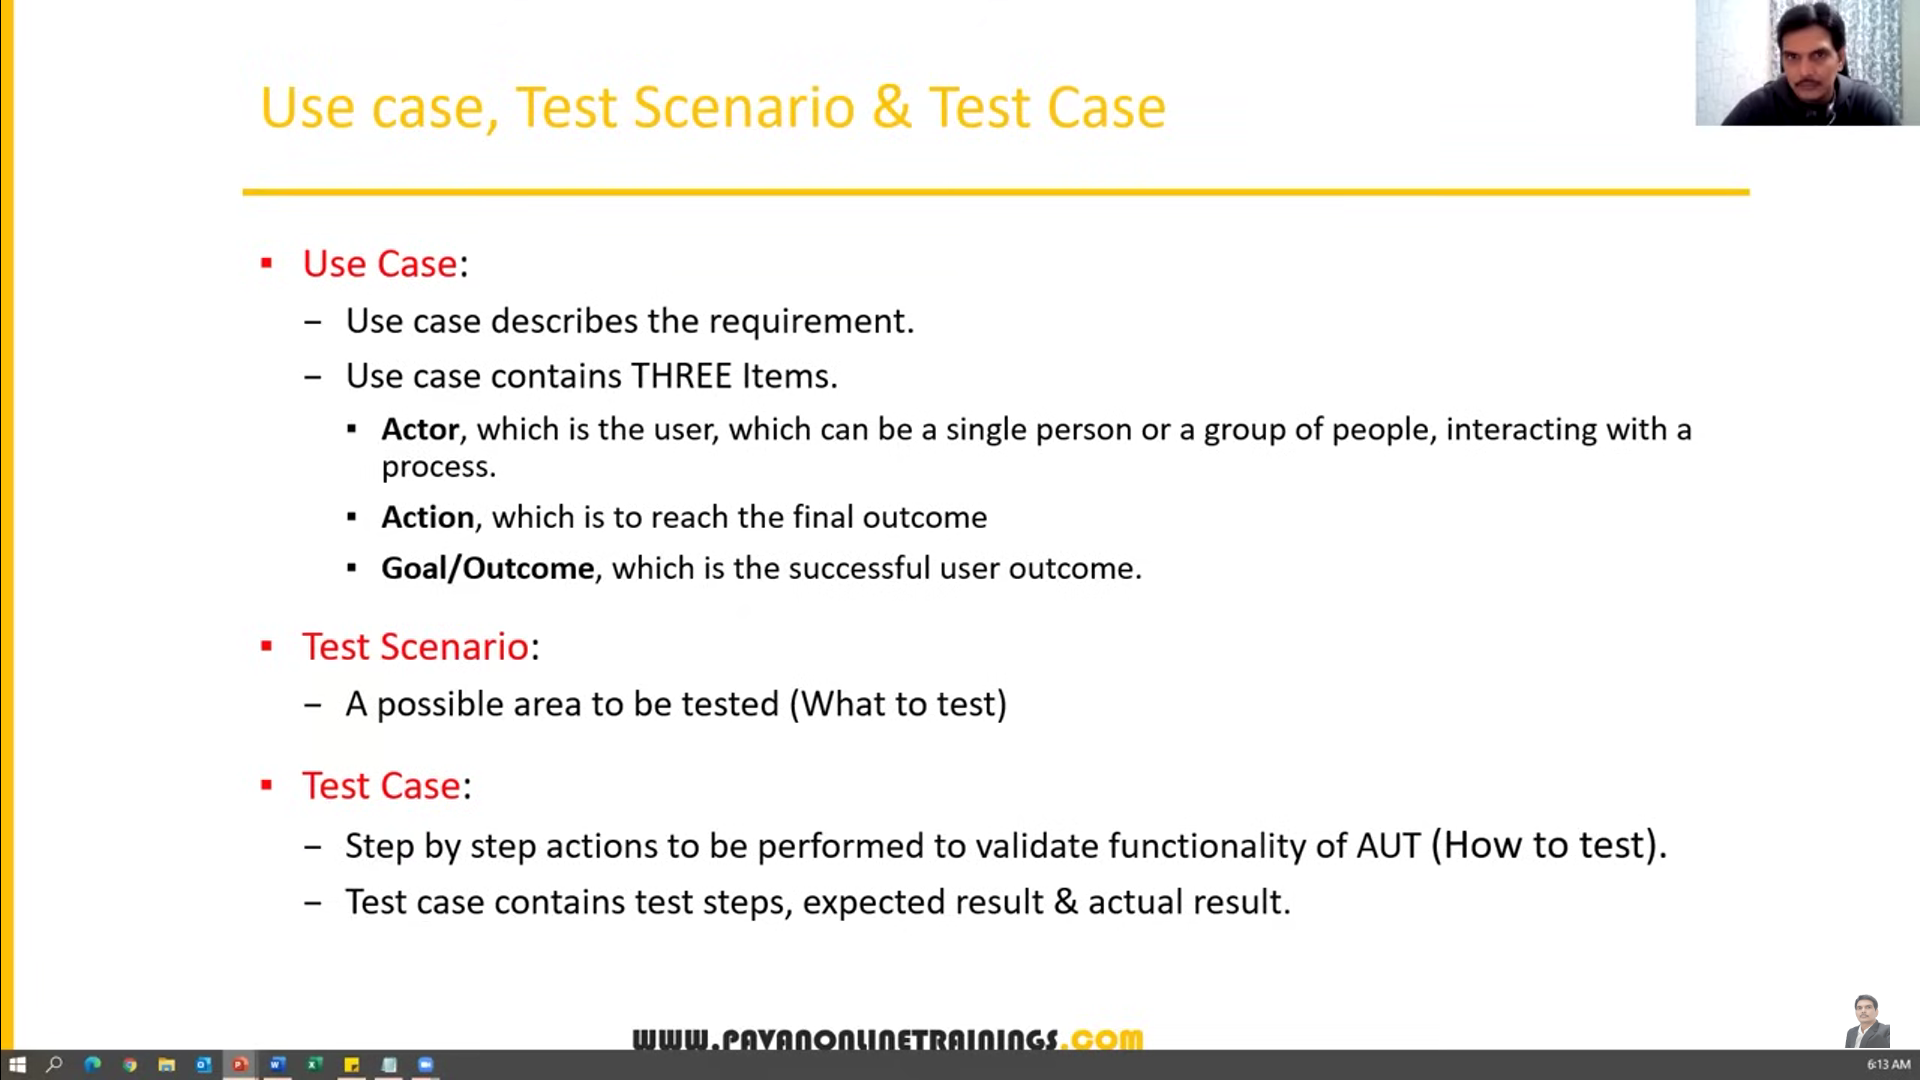 Use case, Test Scenario & Test Case
▪ Use Case:
– Use case describes the requirement.
– Use case contains THREE Items.
▪ Actor, which is the user, which can be a single person or a group of people, interacting with a
process.
▪ Action, which is to reach the final outcome
▪ Goal/Outcome, which is the successful user outcome.
▪ Test Scenario:
– A possible area to be tested (What to test)
▪ Test Case:
– Step by step actions to be performed to validate functionality of AUT (How to test).
– Test case contains test steps, expected result & actual result.
WWW.PAVANONLINETRAININGS.COM
6:13 AM